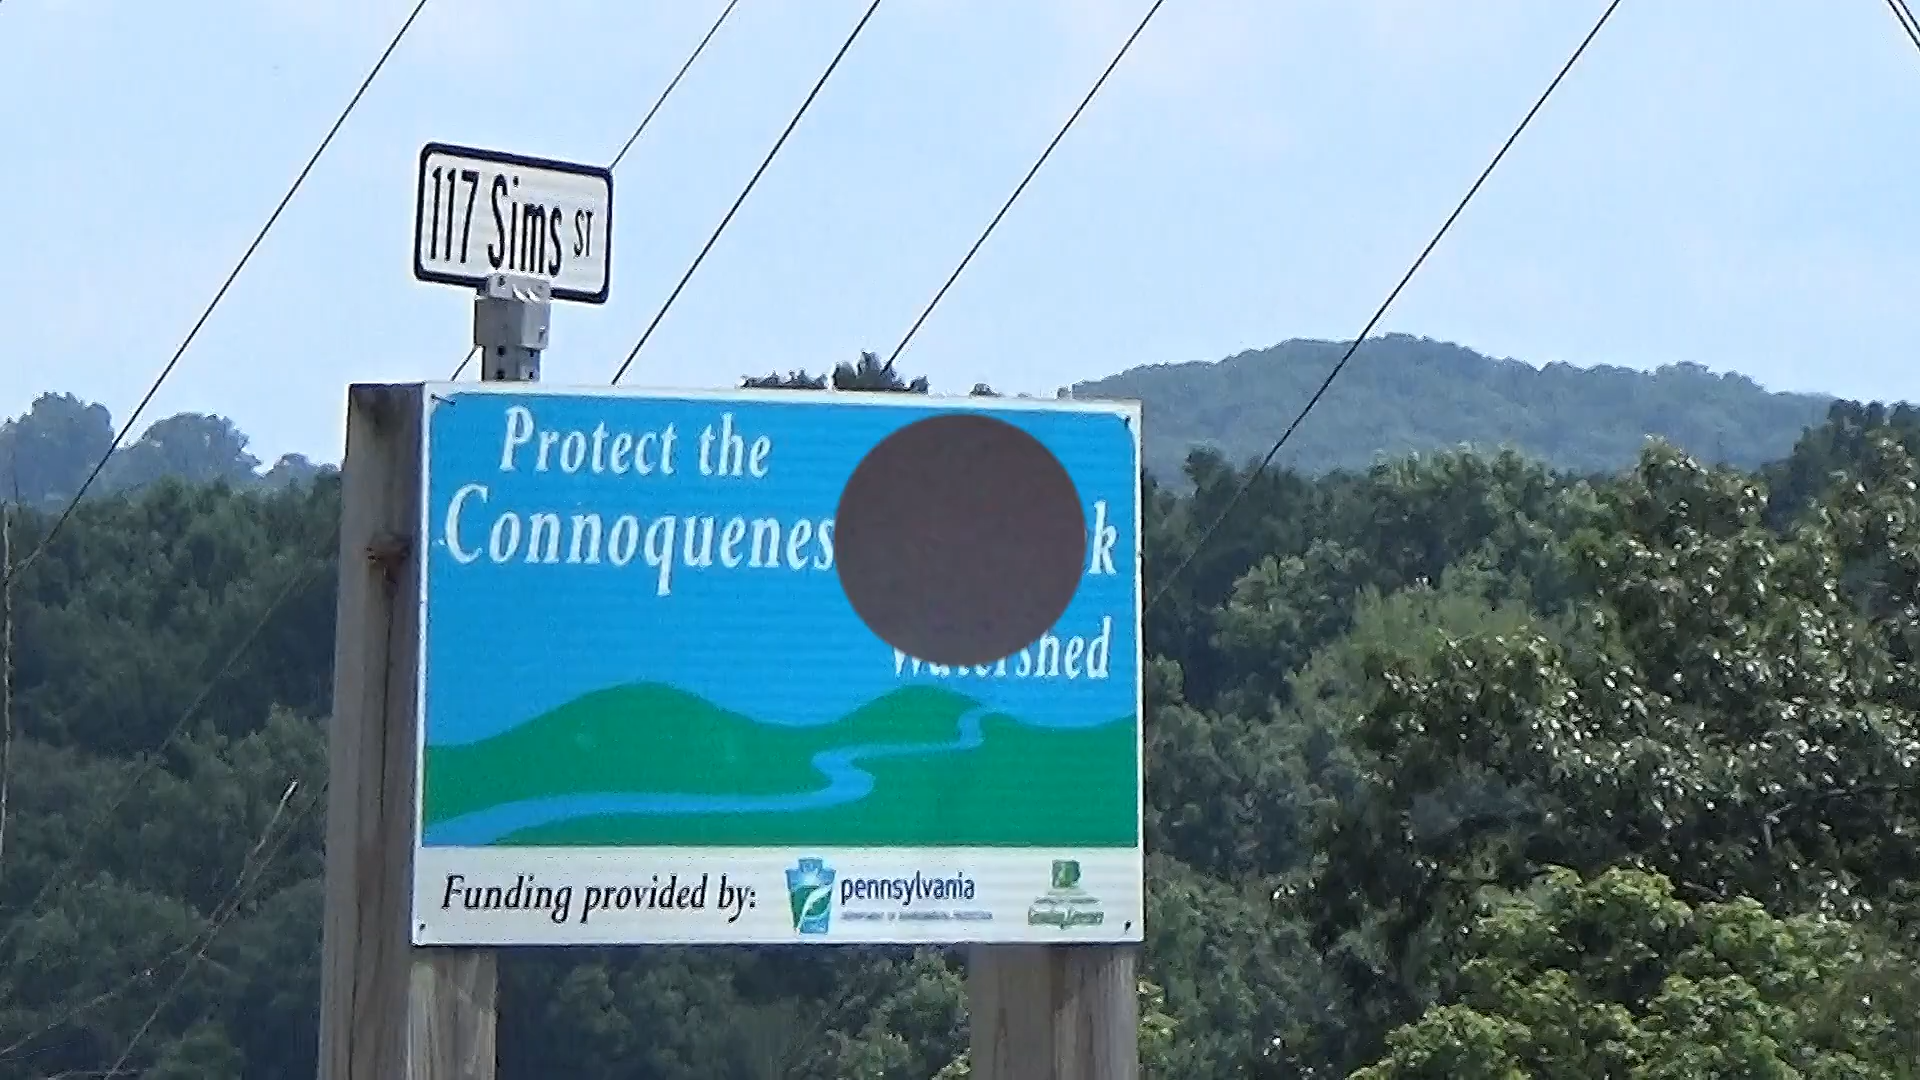 117 Sims ST
Protect the
Connoquenes
k
Watershed
Funding provided by:
pennsylvania